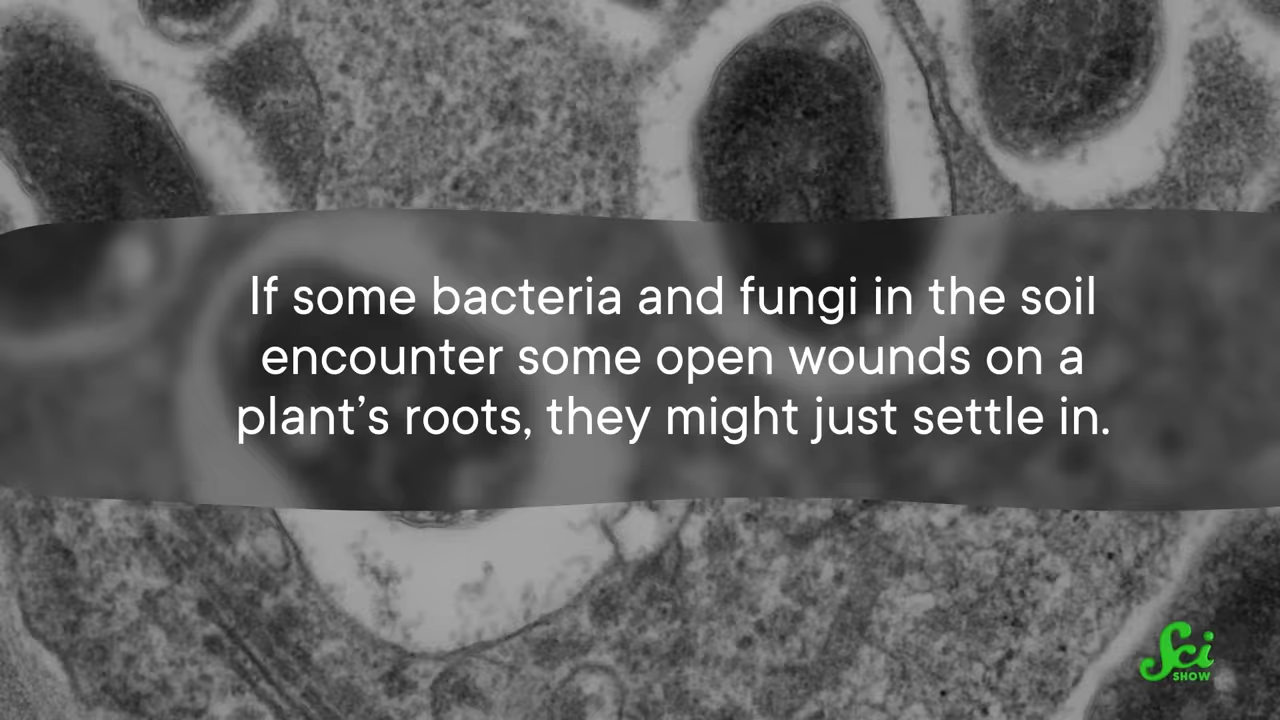 If some bacteria and fungi in the soil
encounter some open wounds on a
plant’s roots, they might just settle in.
Sci
SHOW